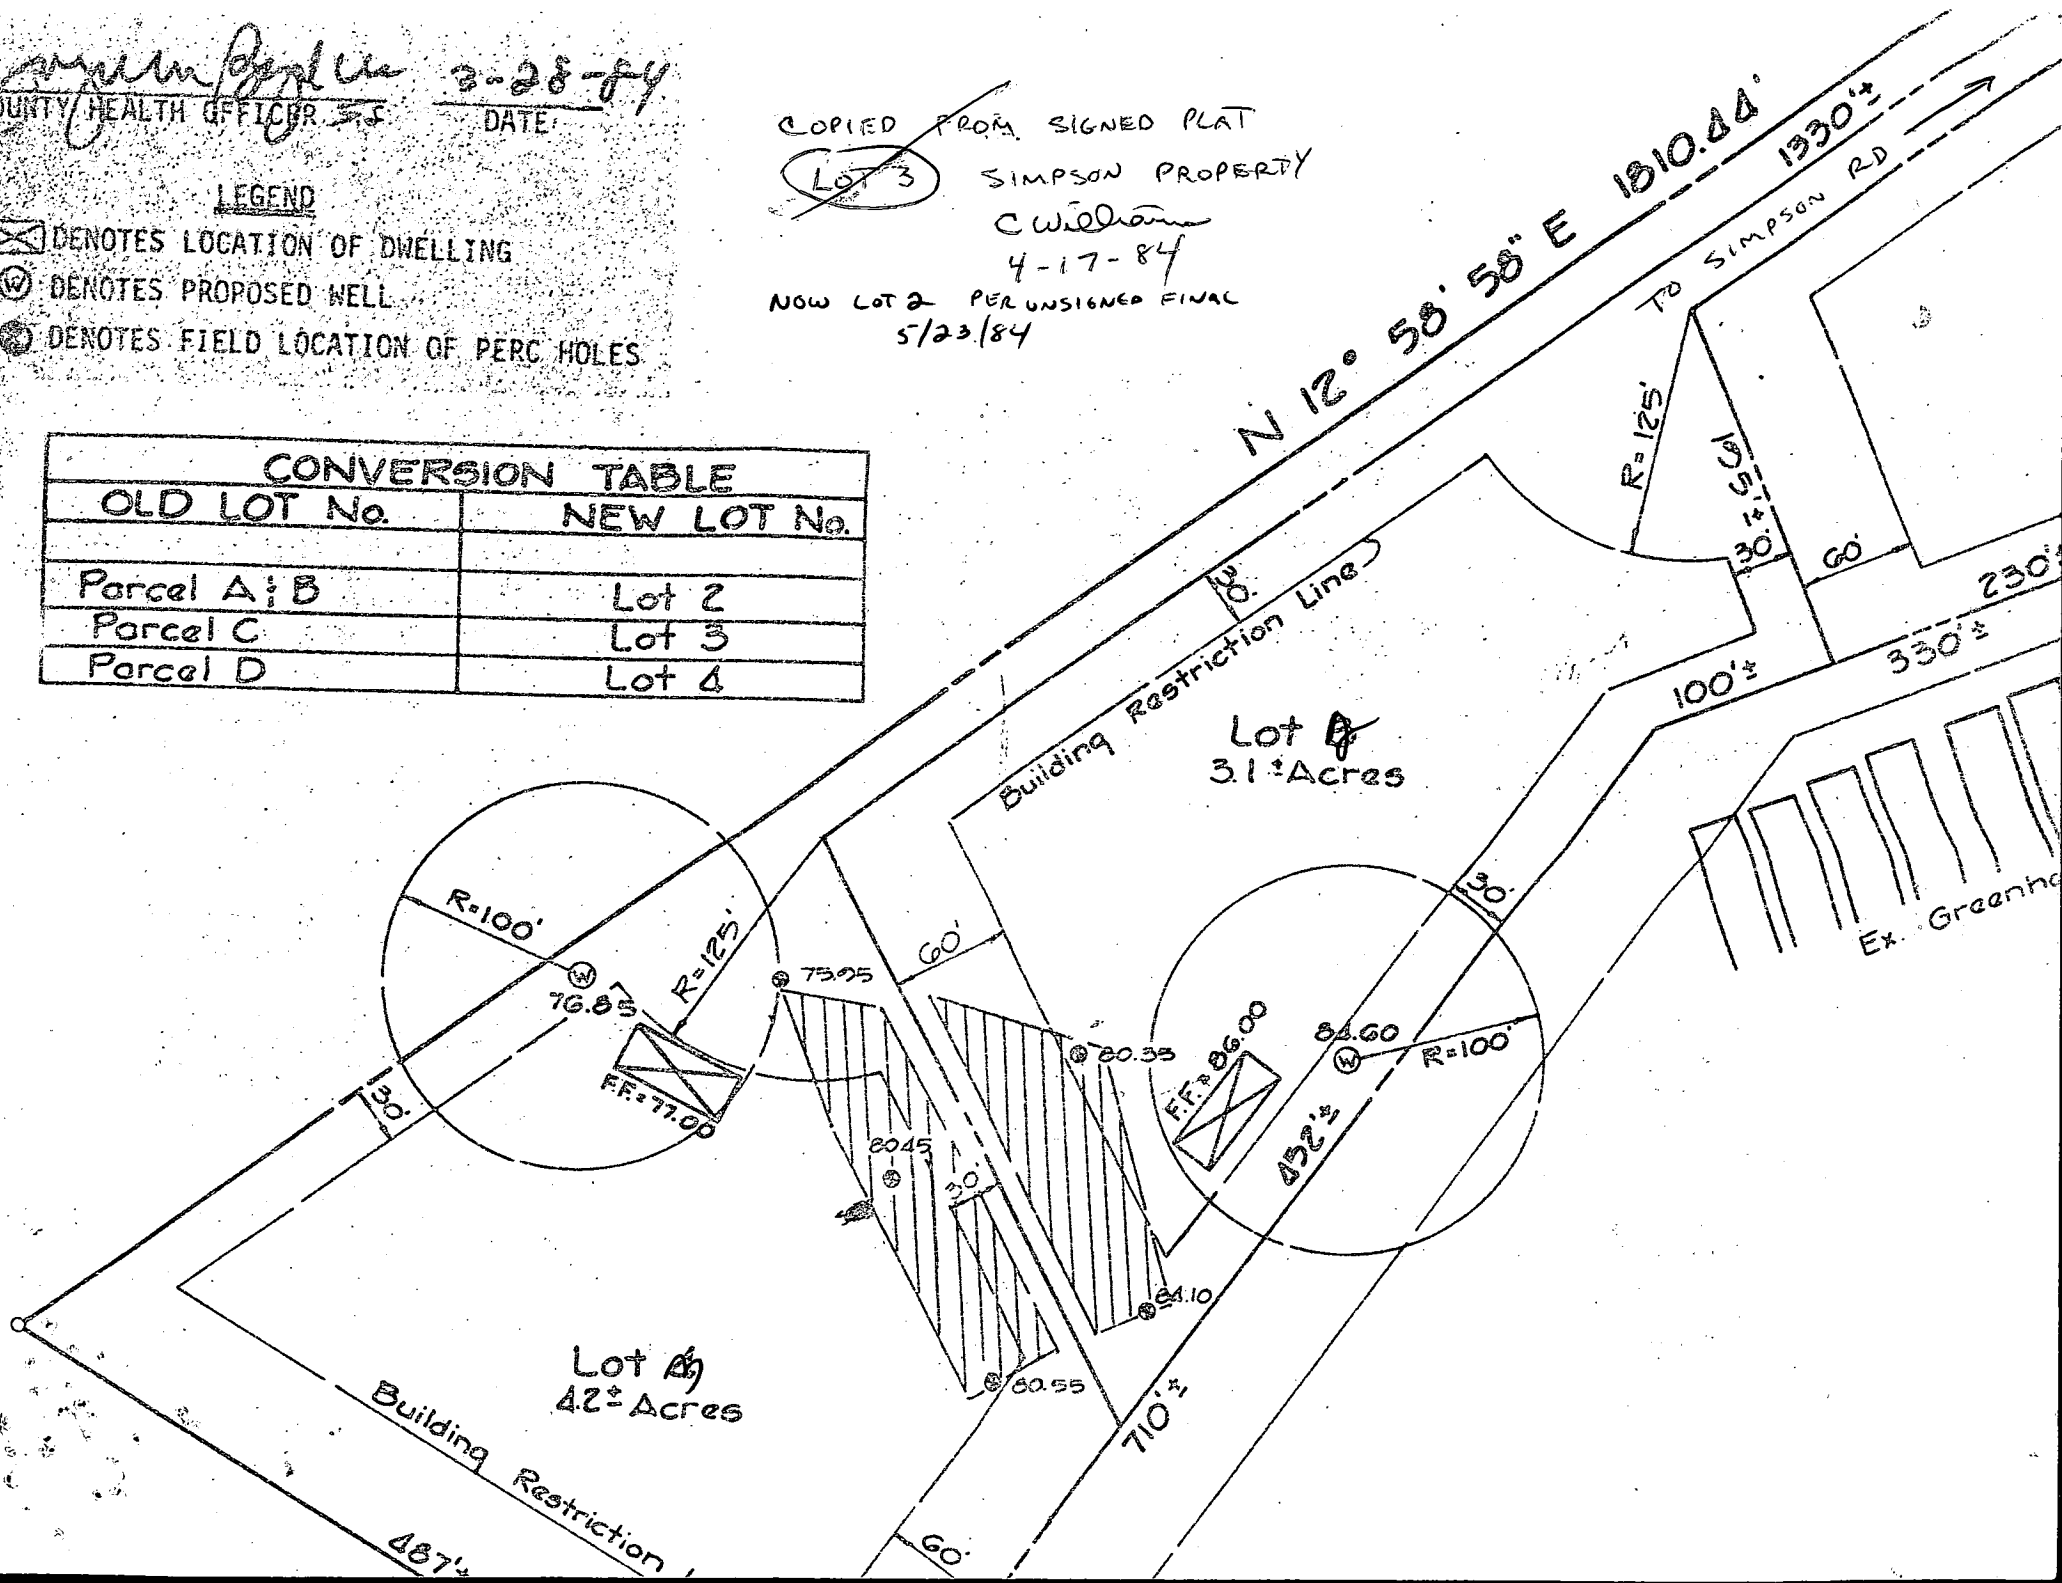 3-28-84
COUNTY HEALTH OFFICER
DATE
LEGEND
DENOTES LOCATION OF DWELLING
W DENOTES PROPOSED WELL
DENOTES FIELD LOCATION OF PERC HOLES
COPIED FROM SIGNED PLAT
LOT 3 SIMPSON PROPERTY
C Williams
4-17-84
NOW LOT 2 PER UNSIGNED FINAL
5/23/84
CONVERSION TABLE
OLD LOT No. NEW LOT No.
Parcel A & B Lot 2
Parcel C Lot 3
Parcel D Lot 4
N 12° 58' 58" E 1810.44'
1330'±
TO SIMPSON RD
R=125'
195'±
30'
60'
230'
330'±
100'±
30'
Building Restriction Line
Lot
3.1±Acres
30'
Ex. Greenho
R=100'
W
76.85
R=125'
60'
75.95
F.F.=77.00
30'
80.35
F.F.=86.00
84.60
W
R=100'
452'±
80.45
30'
84.10
80.55
710'±
Lot
4.2± Acres
Building Restriction
487'±
60'